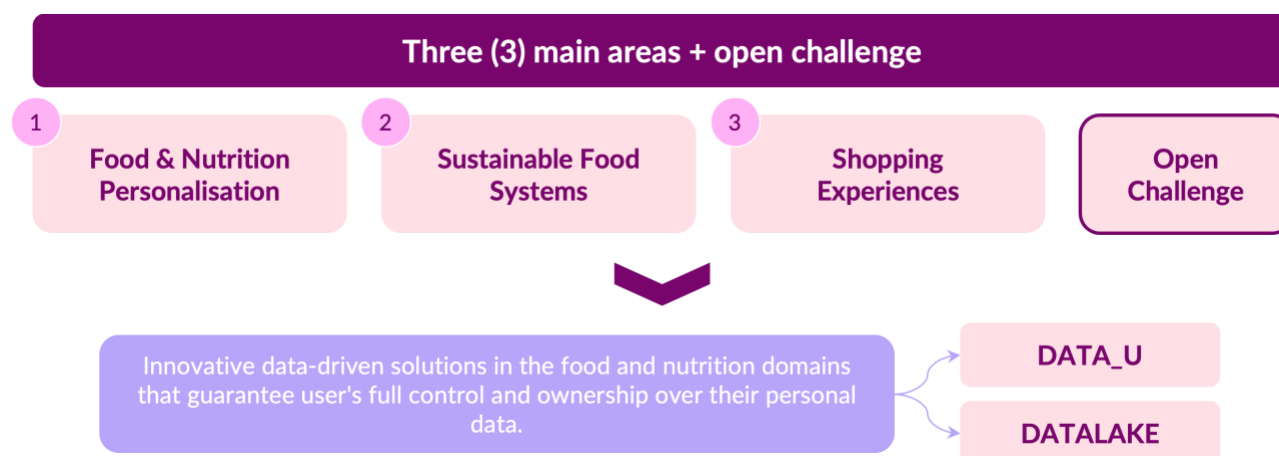 Three (3) main areas + open challenge
1
Food & Nutrition
Personalisation
2
Sustainable Food
Systems
3
Shopping
Experiences
Open
Challenge
Innovative data-driven solutions in the food and nutrition domains
that guarantee user's full control and ownership over their personal
data.
DATA_U
DATALAKE